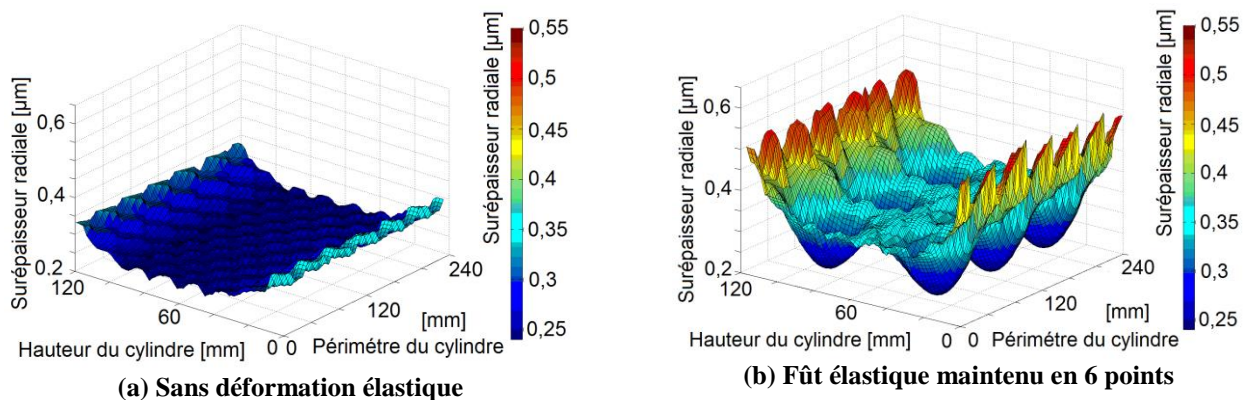 Surépaisseur radiale [µm]
0,6
0,4
0,2
120
60
0
0
120
240
[mm]
Hauteur du cylindre [mm]
Périmétre du cylindre
Surépaisseur radiale [µm]
0,55
0,5
0,45
0,4
0,35
0,3
0,25
(a) Sans déformation élastique
Surépaisseur radiale [µm]
0,6
0,4
0,2
120
60
0
0
120
240
[mm]
Hauteur du cylindre [mm]
Périmétre du cylindre
Surépaisseur radiale [µm]
0,55
0,5
0,45
0,4
0,35
0,3
0,25
(b) Fût élastique maintenu en 6 points